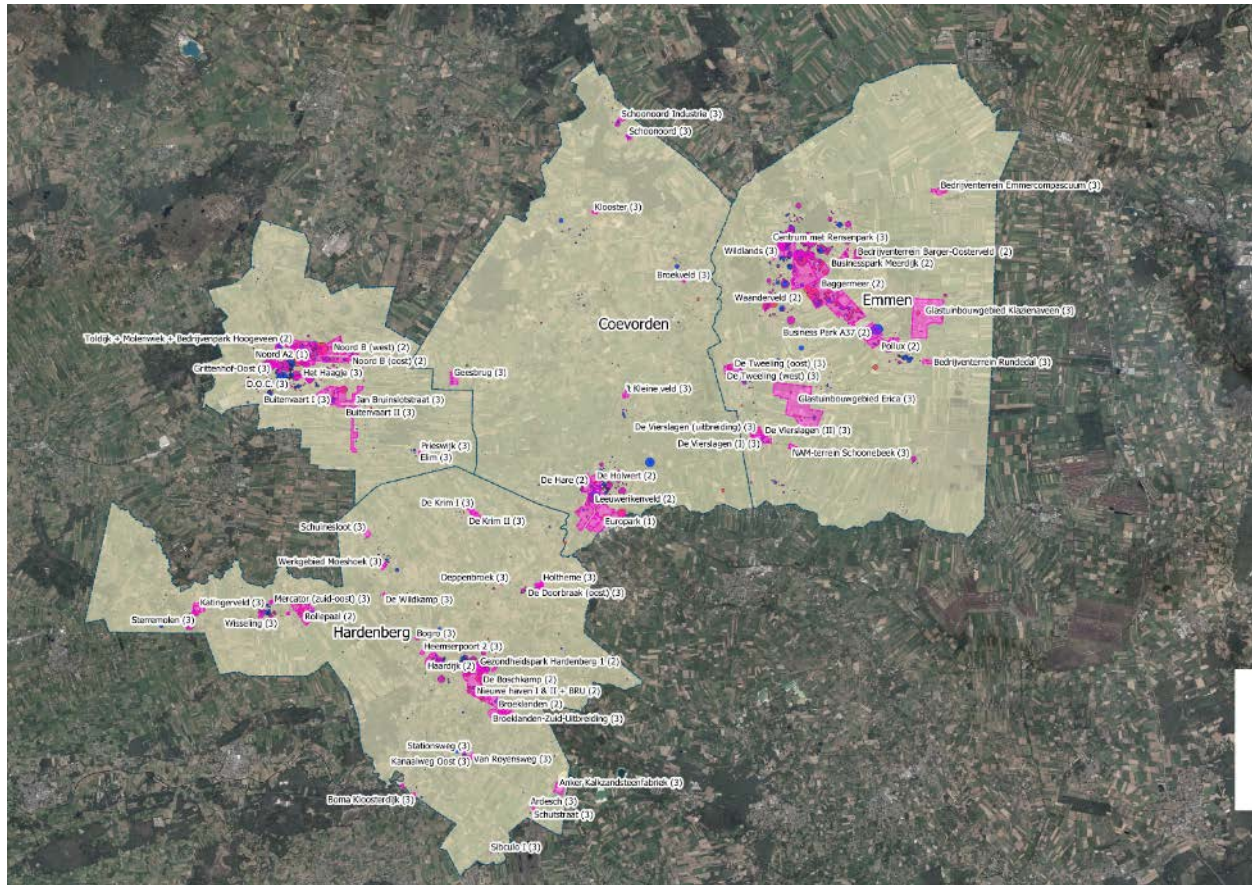 Schoonoord Industrie (3)
Schoonoord (3)
Klooster (3)
Bedrijventerrein Emmercompascuum (3)
Centrum met Rensenpark (3)
Wildlands (3)
Bedrijventerrein Barger-Oosterveld (2)
Businesspark Meerdijk (2)
Broekveld (3)
Baggermeer (2)
Waanderveld (2)
Emmen
Glastuinbouwgebied Klazienaveen (3)
Coevorden
Business Park A37 (2)
Pollux (2)
Toldijk + Molenwiek + Bedrijvenpark Hoogeveen (2)
Noord B (west) (2)
Noord A2 (1)
Noord B (oost) (2)
Grittenhof-Oost (3)
Het Haagje (3)
D.O.C. (3)
Geesbrug (3)
Bedrijventerrein Rundedal (3)
De Tweeling (oost) (3)
De Tweeling (west) (3)
't Kleine veld (3)
Buitenvaart I (3)
Jan Bruinslotstraat (3)
Buitenvaart II (3)
Glastuinbouwgebied Erica (3)
De Vierslagen (uitbreiding) (3)
De Vierslagen (II) (3)
De Vierslagen (I) (3)
NAM-terrein Schoonebeek (3)
Prieswijk (3)
Elim (3)
De Hare (2)
De Holwert (2)
Leeuwerikenveld (2)
Europark (1)
De Krim I (3)
De Krim II (3)
Schuinesloot (3)
Werkgebied Moeshoek (3)
Deppenbroek (3)
Holtheme (3)
De Doorbraak (oost) (3)
De Wildkamp (3)
Katingerveld (3)
Mercator (zuid-oost) (3)
Starremolen (3)
Wisseling (3)
Rollepaal (2)
Hardenberg
Bogro (3)
Heemserpoort 2 (3)
Haardijk (2)
Gezondheidspark Hardenberg 1 (2)
De Boschkamp (2)
Nieuwe haven I & II + BRU (2)
Broeklanden (2)
Broeklanden-Zuid-Uitbreiding (3)
Stationsweg (3)
Kanaalweg Oost (3)
Van Royensweg (3)
Anker Kalkzandsteenfabriek (3)
Boma Kloosterdijk (3)
Ardesch (3)
Schutstraat (3)
Sibculo I (3)